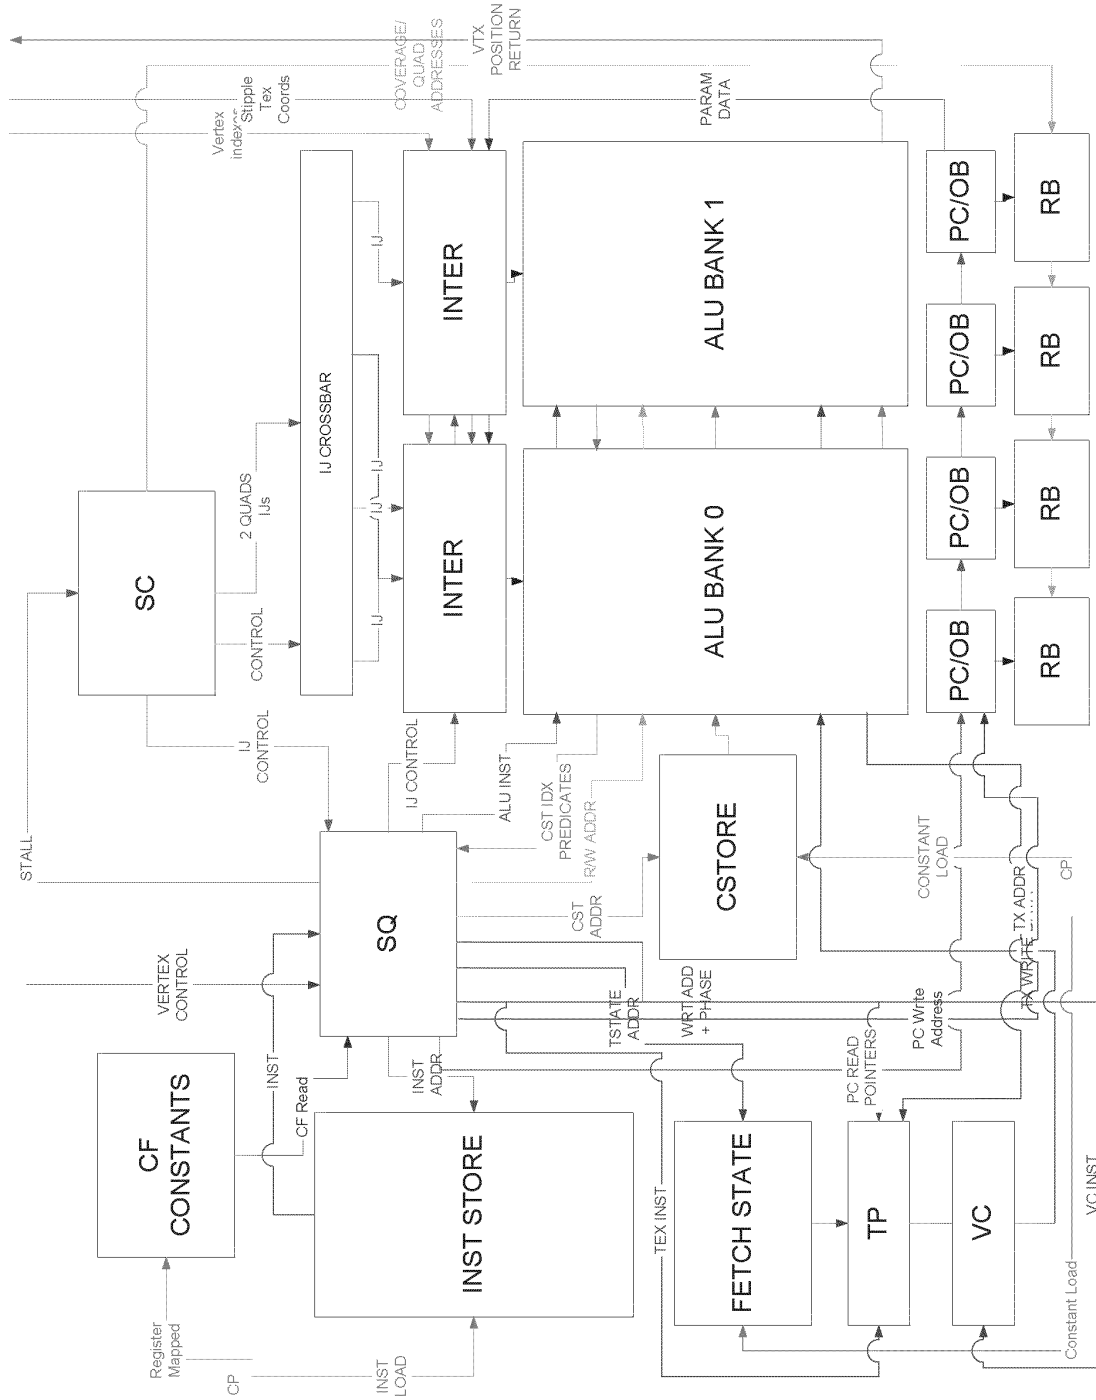 STALL
VERTEX
CONTROL
Register
Mapped
CF
CONSTANTS
SC
CP
INST
IJ
CONTROL
CONTROL
2 QUADS
IJs
Vertex
Stipple
Tex
Coords
CF Read
IJ CROSSBAR
INST
LOAD
INST
ADDR
SQ
IJ CONTROL
IJ
IJ
IJ
IJ
COVERAGE/
QUAD
ADDRESSES
INST STORE
INTER
INTER
VTX
POSITION
RETURN
ALU INST
CST IDX
PREDICATES
R/W ADDR
CST
ADDR
TSTATE
ADDR
TEX INST
WRT ADD
+ PHASE
CSTORE
ALU BANK 0
ALU BANK 1
PARAM
DATA
FETCH STATE
PC READ
POINTERS
TP
PC Write
Address
CONSTANT
LOAD
PC/OB
PC/OB
PC/OB
PC/OB
VC
TX ADDR
TX WRITE
RB
RB
RB
RB
CP
Constant Load
VC INST